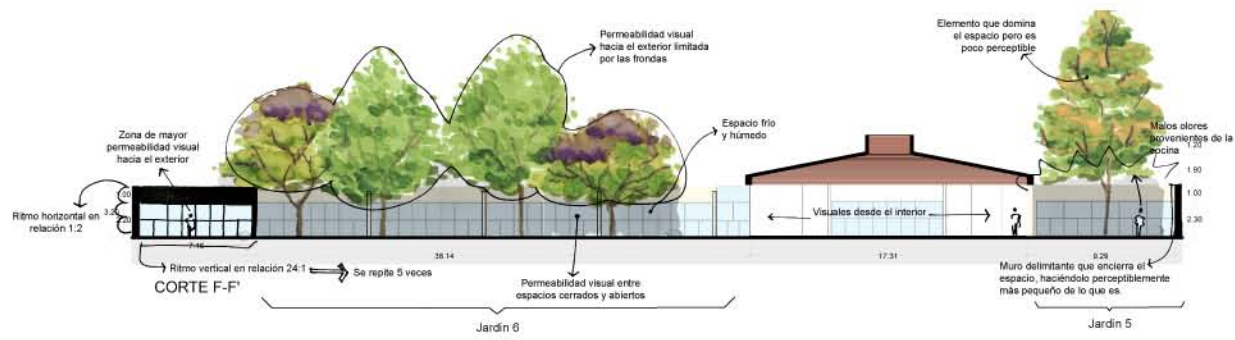 Permeabilidad visual
hacia el exterior limitada
por las frondas
Elemento que domina
el espacio pero es
poco perceptible
Zona de mayor
permeabilidad visual
hacia el exterior
Espacio frío
y húmedo
Malos olores
provenientes de la
cocina
1.20
1.90
1.00
2.30
Ritmo horizontal en
relación 1:2
3.20
Visuales desde el interior
7.16
36.14
17.31
9.29
Ritmo vertical en relación 24:1
Se repite 5 veces
CORTE F-F'
Permeabilidad visual entre
espacios cerrados y abiertos
Muro delimitante que encierra el
espacio, haciéndolo perceptiblemente
más pequeño de lo que es.
Jardín 6
Jardín 5